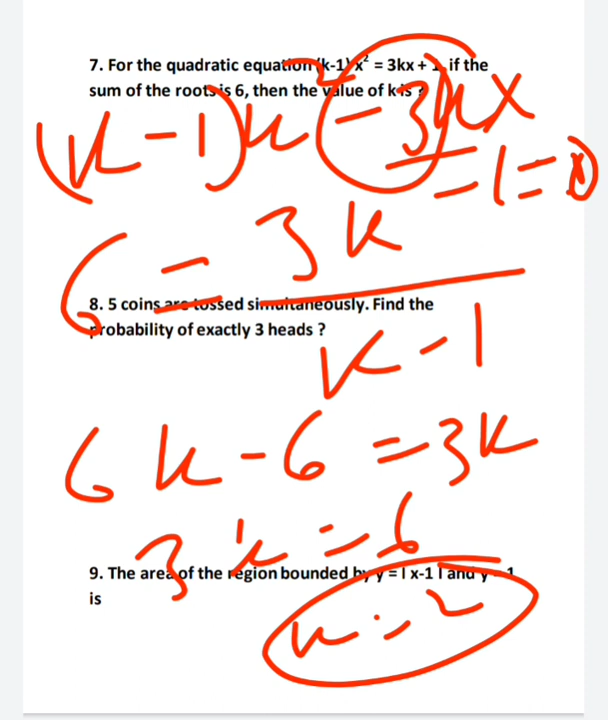 7. For the quadratic equation (k-1)x² = 3kx + 1, if the
sum of the roots is 6, then the value of k is ?
(k-1)x (-3k)x
-1=0
6 = 3k
8. 5 coins are tossed simultaneously. Find the
probability of exactly 3 heads ?
k-1
6k-6=3k
3k=6
9. The area of the region bounded by y = I x-1 I and y = 1
is
k=2